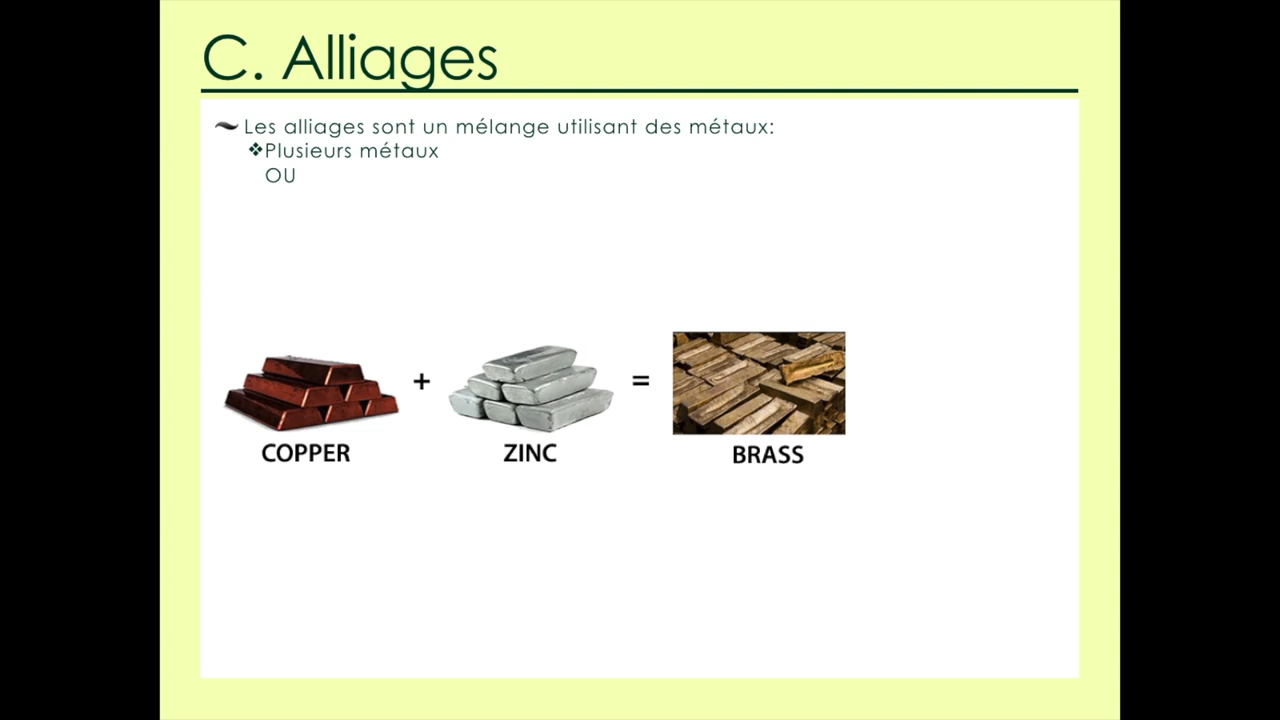 C. Alliages
Les alliages sont un mélange utilisant des métaux:
❖Plusieurs métaux
OU
+ =
COPPER ZINC BRASS